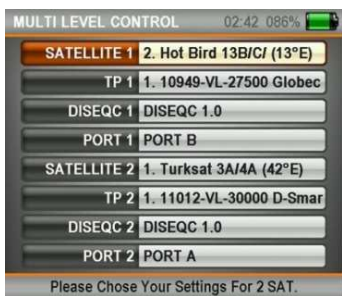 MULTI LEVEL CONTROL 02:42 086%
SATELLITE 1 2. Hot Bird 13B/C/ (13°E)
TP 1 1. 10949-VL-27500 Globec
DISEQC 1 DISEQC 1.0
PORT 1 PORT B
SATELLITE 2 1. Turksat 3A/4A (42°E)
TP 2 1. 11012-VL-30000 D-Smar
DISEQC 2 DISEQC 1.0
PORT 2 PORT A
Please Chose Your Settings For 2 SAT.